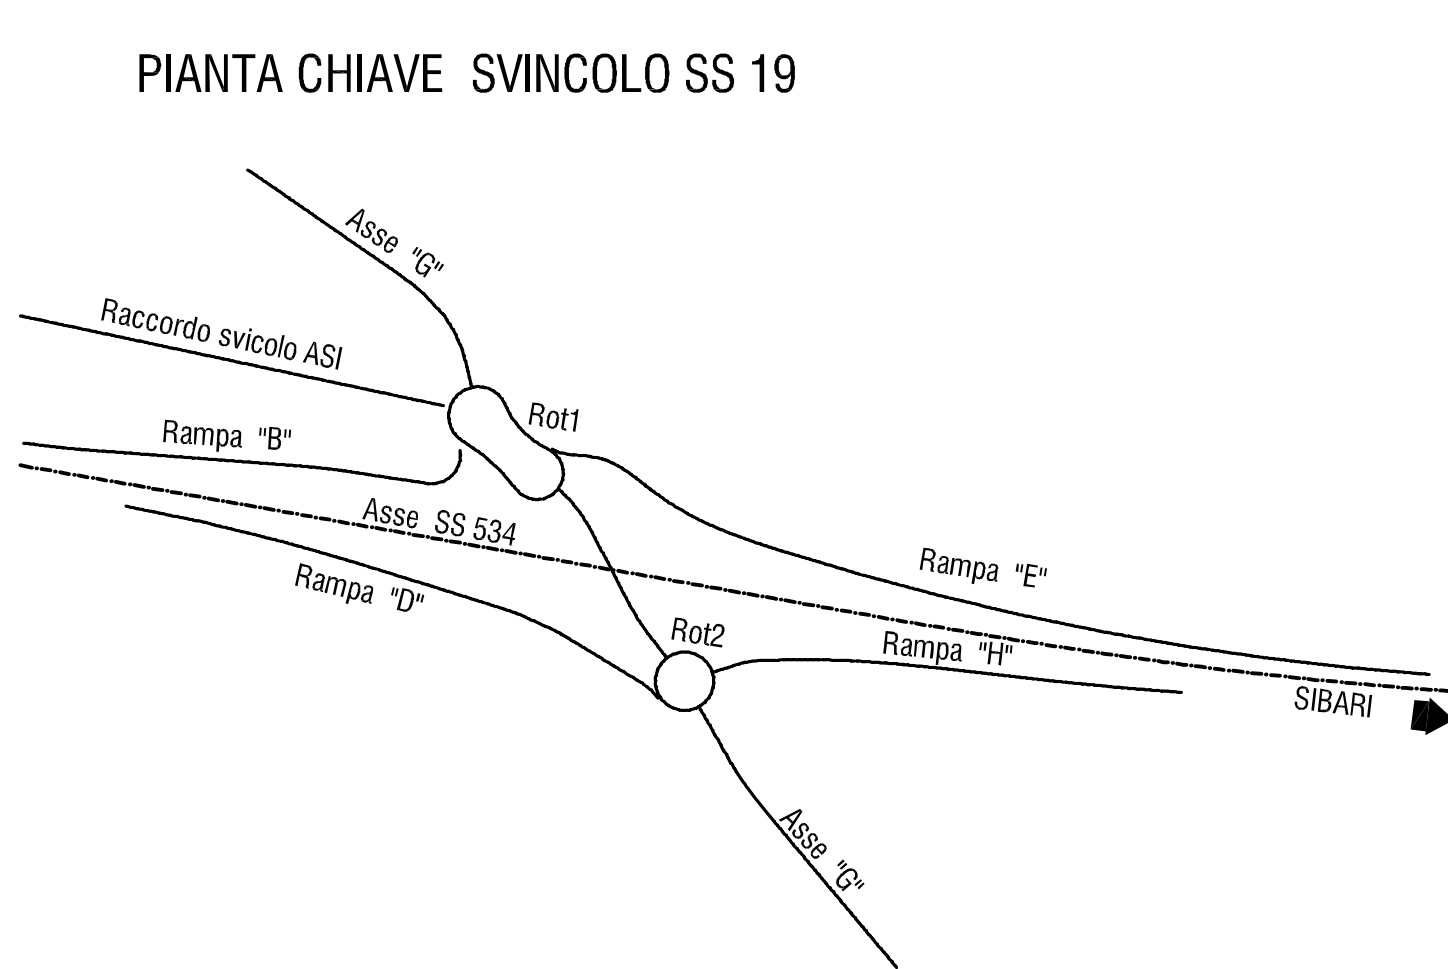 PIANTA CHIAVE SVINCOLO SS 19
Asse "G"
Raccordo svicolo ASI
Rot1
Rampa "B"
Asse SS 534
Rampa "E"
Rampa "D"
Rot2
Rampa "H"
SIBARI
Asse "G"